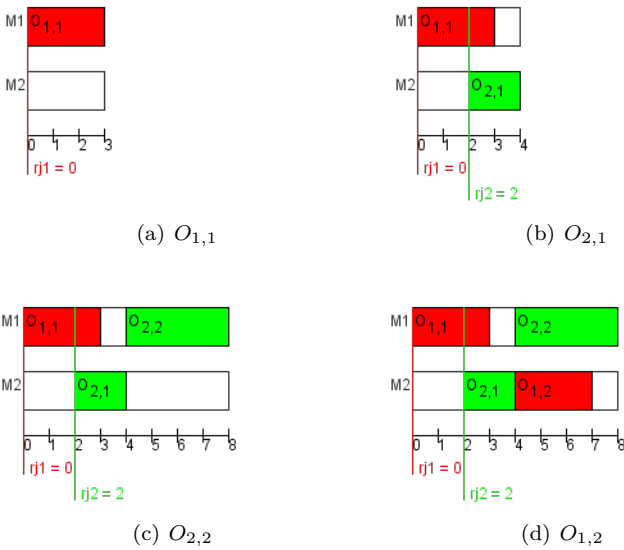 M1 O1,1
M2
0 1 2 3
rj1 = 0
(a) O1,1
M1 O1,1
M2 O2,1
0 1 2 3 4
rj1 = 0
rj2 = 2
(b) O2,1
M1 O1,1 O2,2
M2 O2,1
0 1 2 3 4 5 6 7 8
rj1 = 0
rj2 = 2
(c) O2,2
M1 O1,1 O2,2
M2 O2,1 O1,2
0 1 2 3 4 5 6 7 8
rj1 = 0
rj2 = 2
(d) O1,2